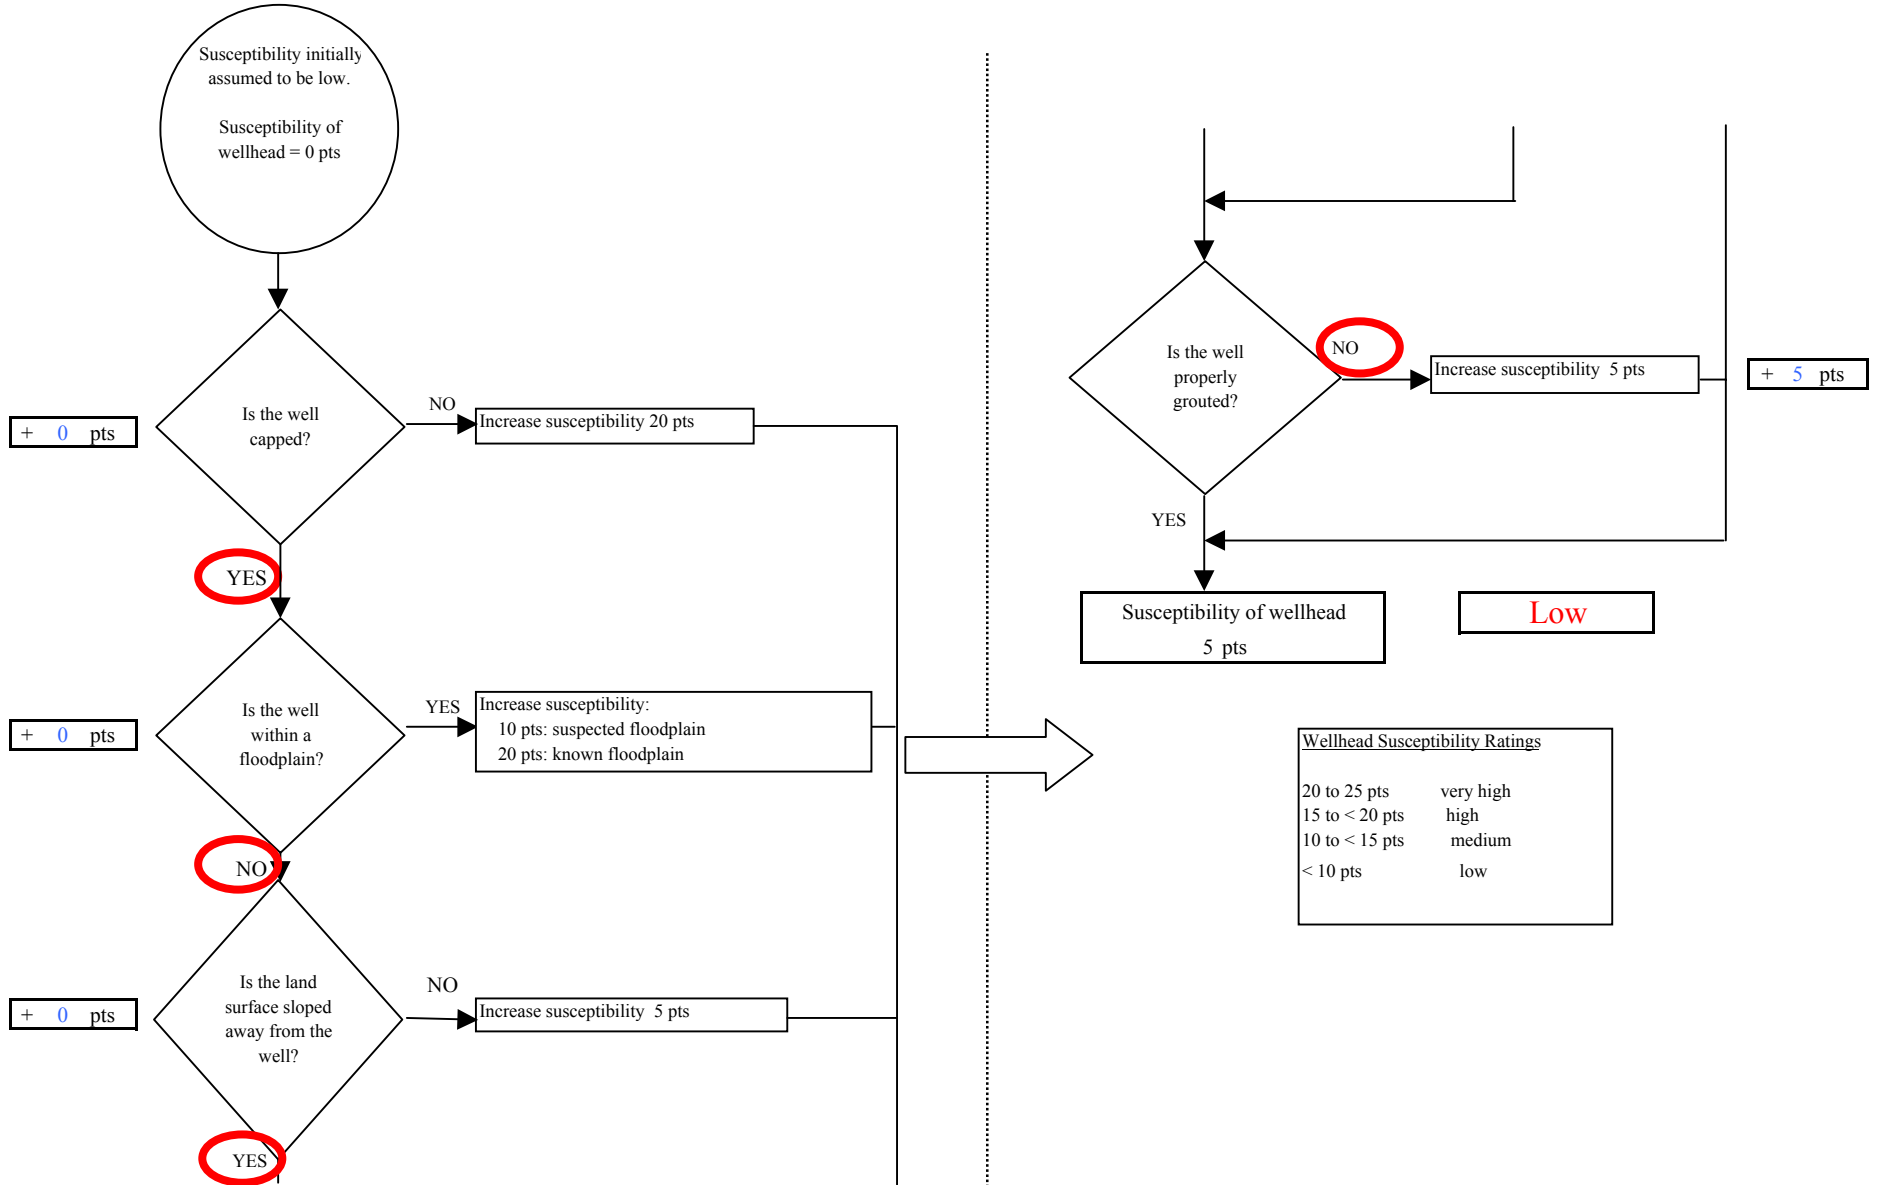 Susceptibility initially
assumed to be low.
Susceptibility of
wellhead = 0 pts
Is the well
capped?
NO
Increase susceptibility 20 pts
+ 0 pts
YES
Is the well
within a
floodplain?
YES
Increase susceptibility:
10 pts: suspected floodplain
20 pts: known floodplain
+ 0 pts
NO
Is the land
surface sloped
away from the
well?
NO
Increase susceptibility 5 pts
+ 0 pts
YES
Is the well
properly
grouted?
NO
Increase susceptibility 5 pts
+ 5 pts
YES
Susceptibility of wellhead
5 pts
Low
Wellhead Susceptibility Ratings
20 to 25 pts very high
15 to < 20 pts high
10 to < 15 pts medium
< 10 pts low